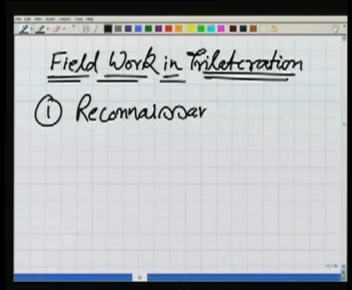 Field Work in Trilateration
① Reconnaissar